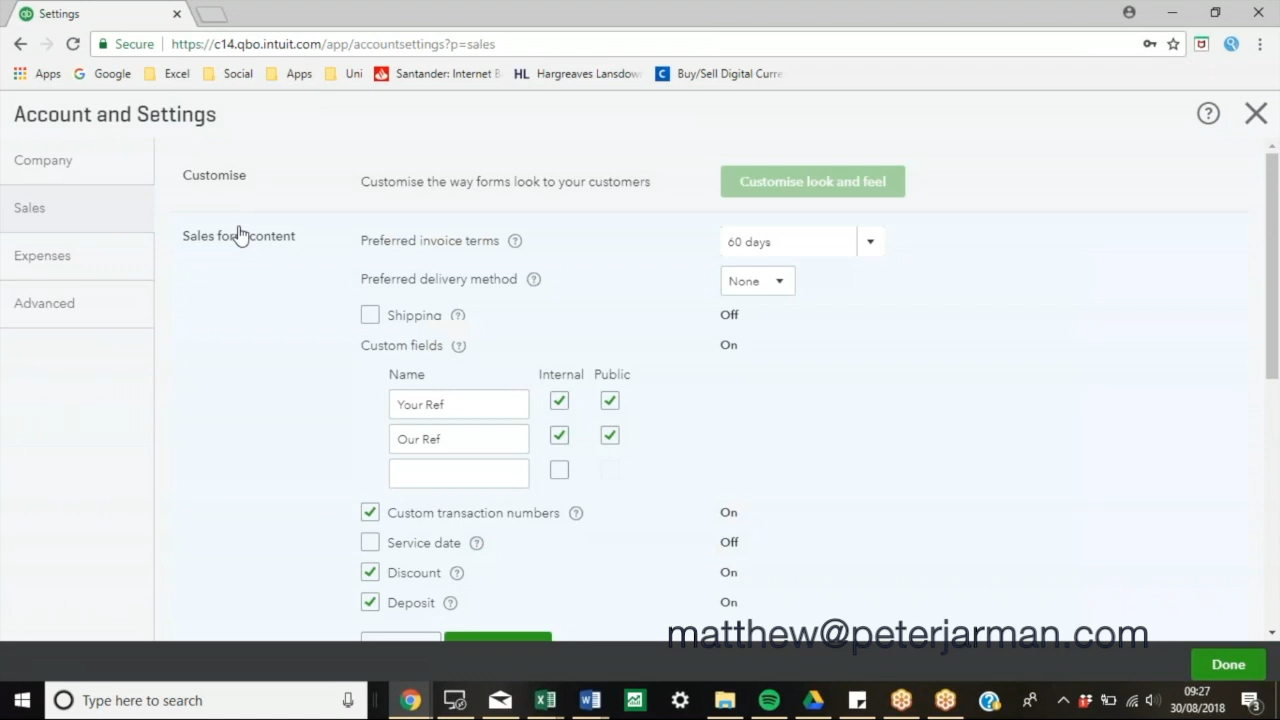 Settings
Secure https://c14.qbo.intuit.com/app/accountsettings?p=sales
Apps Google Excel Social Apps Uni Santander: Internet B Hargreaves Lansdow Buy/Sell Digital Curre
Account and Settings
Company
Sales
Expenses
Advanced
Customise Customise the way forms look to your customers Customise look and feel
Sales for content
Preferred invoice terms ? 60 days
Preferred delivery method ? None
Shipping ? Off
Custom fields ? On
Name Internal Public
Your Ref
Our Ref
Custom transaction numbers ? On
Service date ? Off
Discount ? On
Deposit ? On
matthew@peterjarman.com
Done
Type here to search
09:27
30/08/2018
3